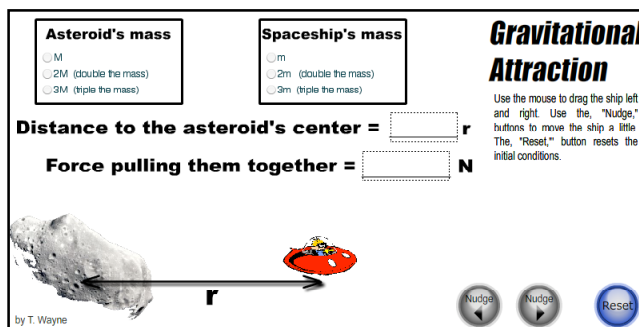 Asteroid's mass
M
2M (double the mass)
3M (triple the mass)
Spaceship's mass
m
2m (double the mass)
3m (triple the mass)
Gravitational
Attraction
Use the mouse to drag the ship left
and right. Use the, "Nudge,"
buttons to move the ship a little.
The, "Reset,'" button resets the
initial conditions.
Distance to the asteroid's center = r
Force pulling them together = N
r
by T. Wayne
Nudge
Nudge
Reset